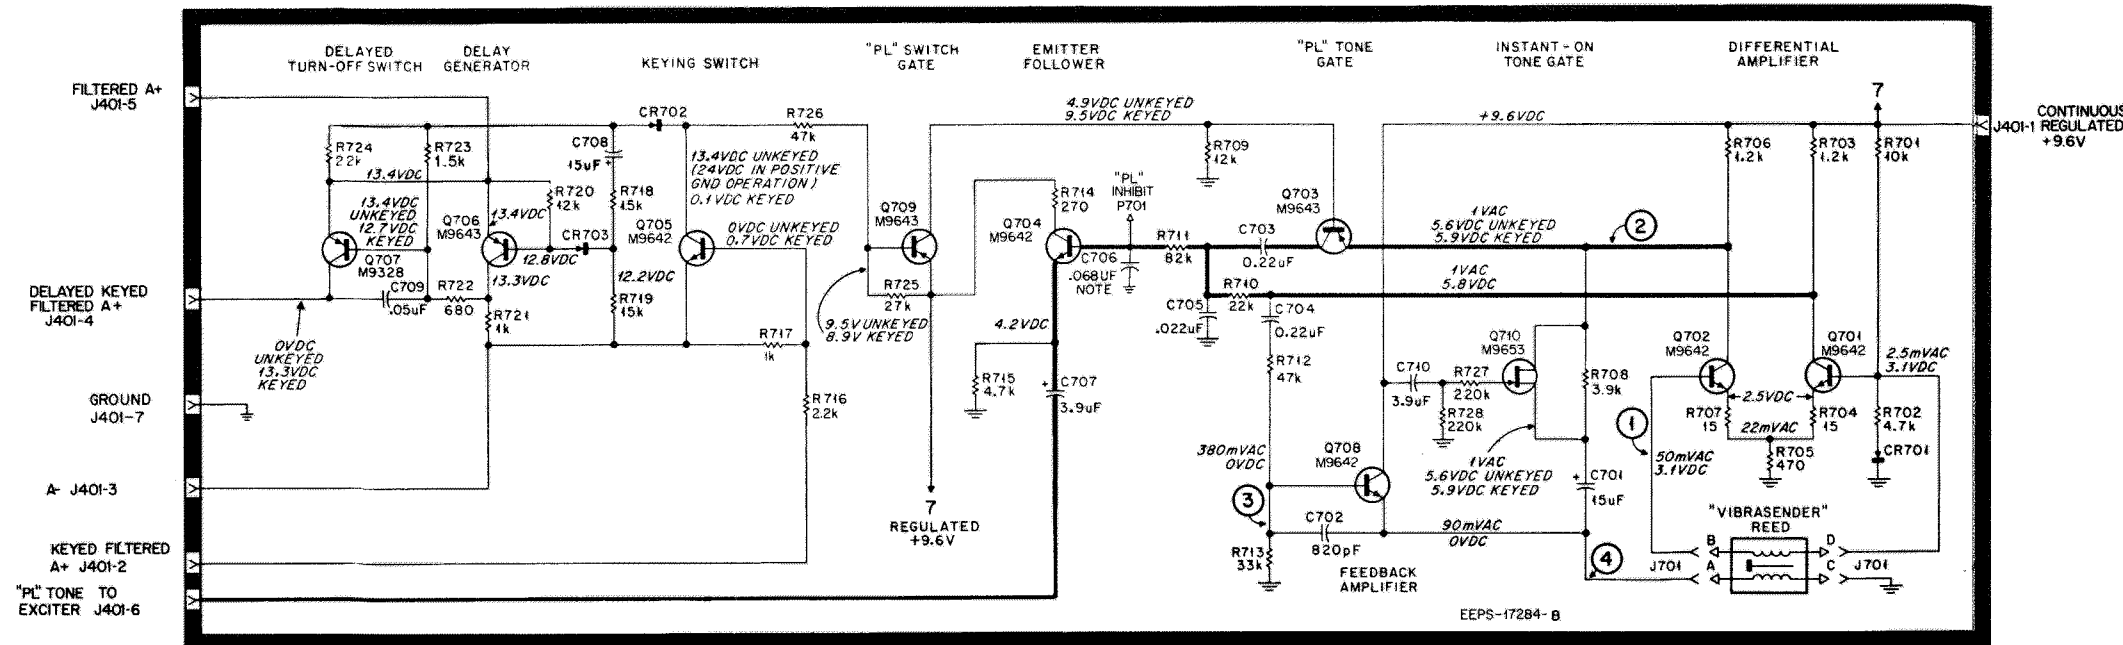 DELAYED
TURN-OFF SWITCH
DELAY
GENERATOR
KEYING SWITCH
"PL" SWITCH
GATE
EMITTER
FOLLOWER
"PL" TONE
GATE
INSTANT-ON
TONE GATE
DIFFERENTIAL
AMPLIFIER
FILTERED A+
J401-5
DELAYED KEYED
FILTERED A+
J401-4
GROUND
J401-7
A- J401-3
KEYED FILTERED
A+ J401-2
"PL" TONE TO
EXCITER J401-6
R724
22k
R723
1.5k
C708
15uF +
CR702
R726
47k
13.4VDC
13.4VDC
UNKEYED
12.7VDC
KEYED
Q707
M9328
Q706
M9643
13.4VDC
R720
12k
R718
15k
CR703
12.8VDC
13.3VDC
C709
.05uF
R722
680
R721
1k
12.2VDC
R719
15k
0VDC
UNKEYED
13.3VDC
KEYED
13.4VDC UNKEYED
(24VDC IN POSITIVE
GND OPERATION)
0.1VDC KEYED
Q705
M9642
0VDC UNKEYED
0.7VDC KEYED
R717
1k
R716
2.2k
Q709
M9643
R725
27k
9.5V UNKEYED
8.9V KEYED
7
REGULATED
+9.6V
4.9VDC UNKEYED
9.5VDC KEYED
R714
270
Q704
M9642
"PL"
INHIBIT
P701
C706
.068UF
NOTE
R711
82k
4.2VDC
R715
4.7k
+ C707
3.9uF
R709
12k
Q703
M9643
C703
0.22uF
R710
22k
C705
.022uF
C704
0.22uF
R712
47k
+9.6VDC
1VAC
5.6VDC UNKEYED
5.9VDC KEYED
2
1VAC
5.8VDC
Q710
M9653
C710
3.9uF
R727
220k
R728
220k
R708
3.9k
1VAC
5.6VDC UNKEYED
5.9VDC KEYED
380mVAC
0VDC
3
Q708
M9642
C702
820pF
R713
33k
FEEDBACK
AMPLIFIER
90mVAC
0VDC
+ C701
15uF
4
7
R706
1.2k
R703
1.2k
R701
10k
J401-1
CONTINUOUS
REGULATED
+9.6V
Q702
M9642
Q701
M9642
2.5mVAC
3.1VDC
2.5VDC
R707
15
R704
15
R702
4.7k
22mVAC
R705
470
CR701
1
50mVAC
3.1VDC
"VIBRASENDER"
REED
B
D
J701
A
C
J701
EEPS-17284-B